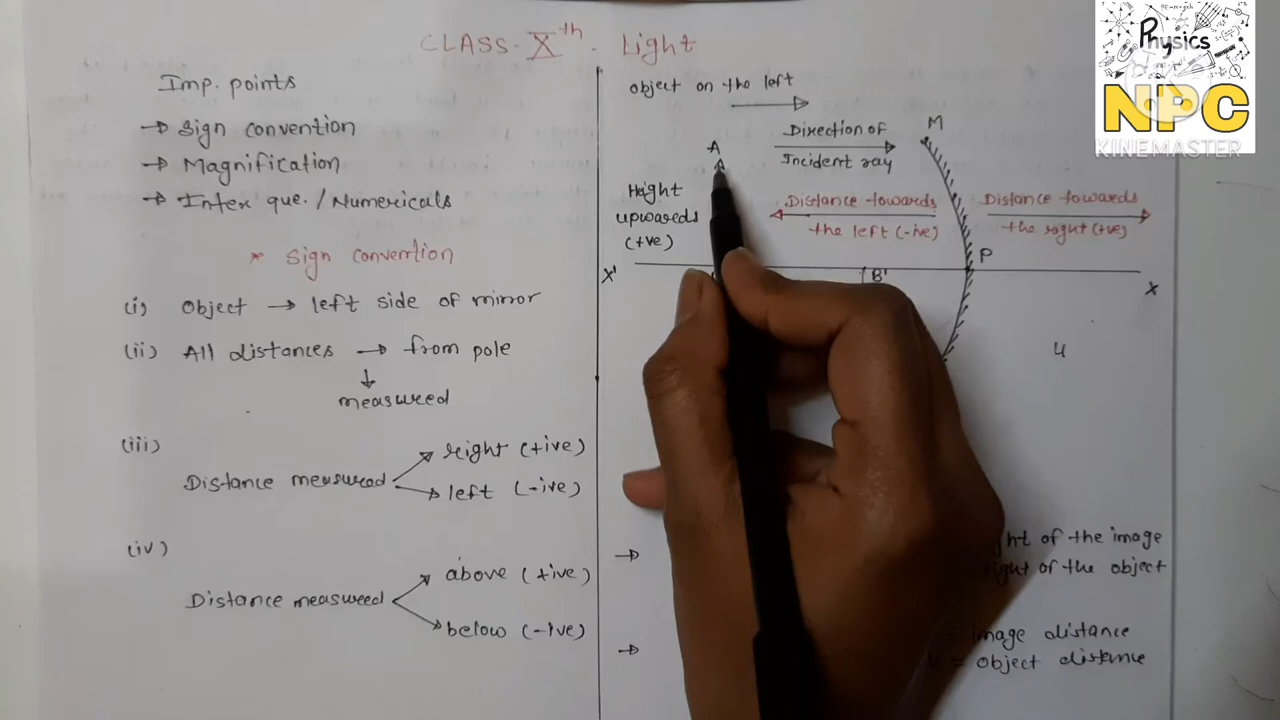 CLASS - Xth - Light
Imp. points
→ Sign convention
→ Magnification
→ Intex que. / Numericals
* Sign convention
(i) Object → left side of mirror
(ii) All distances → from pole
↓
measured
(iii)
Distance measured
right (+ive)
left (-ive)
(iv)
Distance measured
above (+ive)
below (-ive)
object on the left
A
Direction of
Incident ray
M
Height
upwards
(+ve)
Distance towards
the left (-ive)
Distance towards
the right (+ve)
X'
B'
P
X
u
→
ht of the image
eight of the object
→
= image distance
u = object distance
Physics
NPC
KINEMASTER